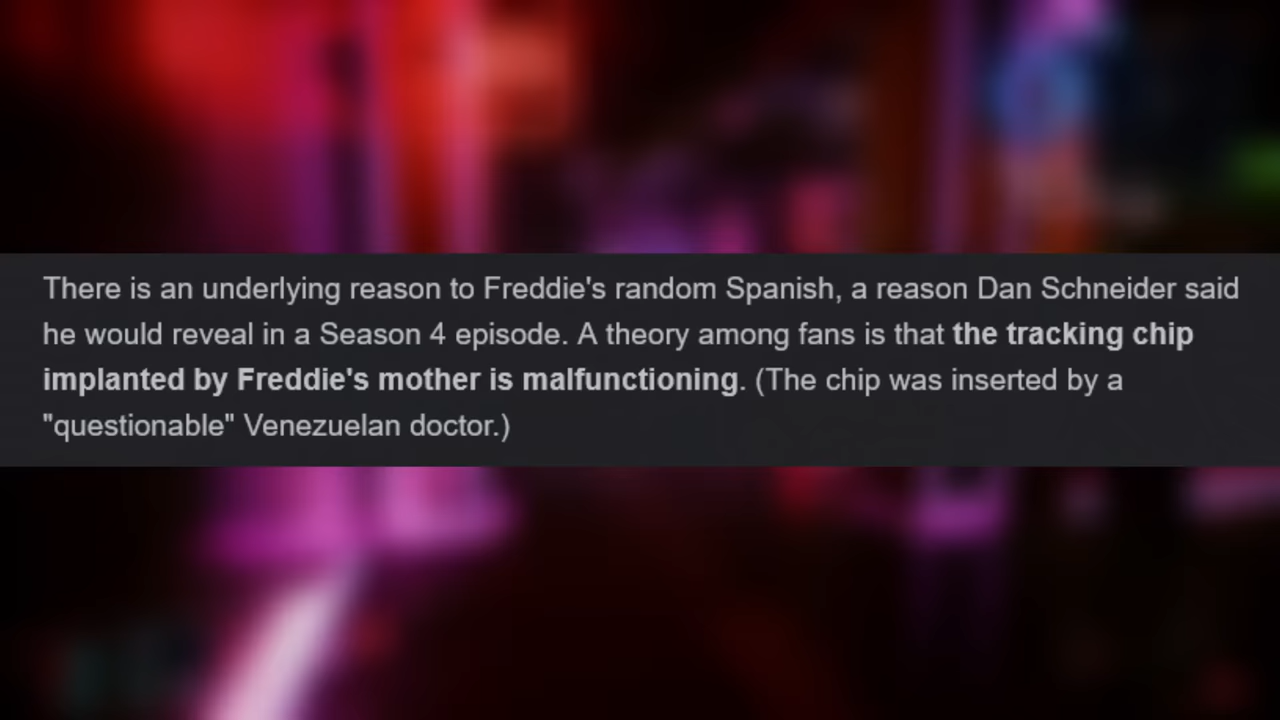 There is an underlying reason to Freddie's random Spanish, a reason Dan Schneider said
he would reveal in a Season 4 episode. A theory among fans is that the tracking chip
implanted by Freddie's mother is malfunctioning. (The chip was inserted by a
"questionable" Venezuelan doctor.)